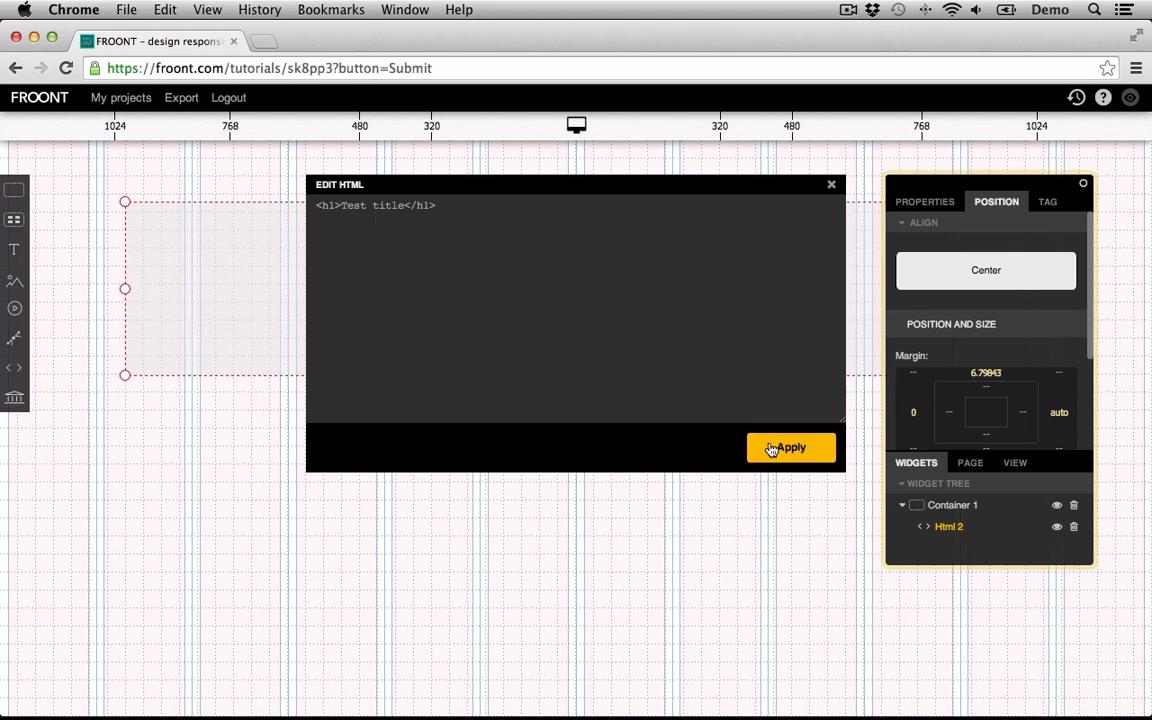 Chrome File Edit View History Bookmarks Window Help Demo
FROONT - design respons
https://froont.com/tutorials/sk8pp3?button=Submit
FROONT My projects Export Logout
1024 768 480 320 320 480 768 1024
EDIT HTML
<h1>Test title</h1>
Apply
PROPERTIES POSITION TAG
ALIGN
Center
POSITION AND SIZE
Margin:
-- 6.79843 --
--
0 -- -- auto
--
-- --
WIDGETS PAGE VIEW
WIDGET TREE
Container 1
Html 2